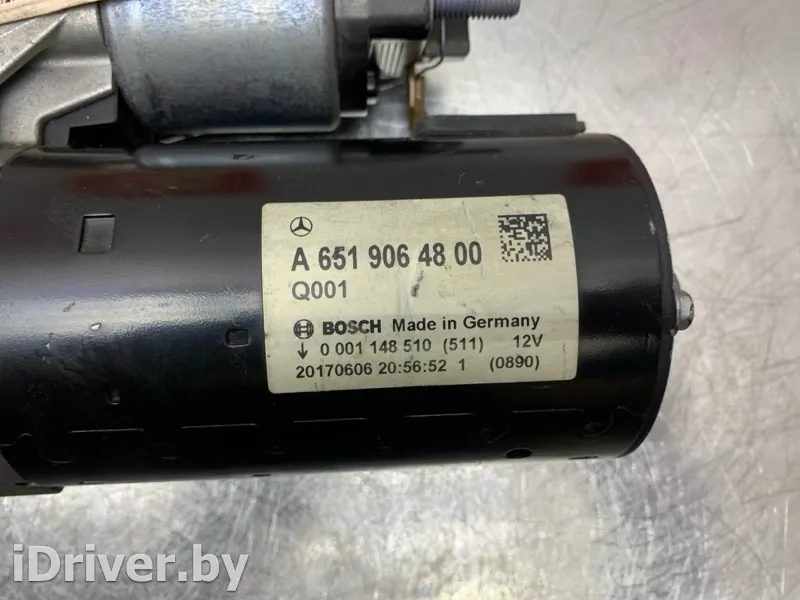 A 651 906 48 00
Q001
BOSCH Made in Germany
0 001 148 510 (511) 12V
20170606 20:56:52 1 (0890)
iDriver.by